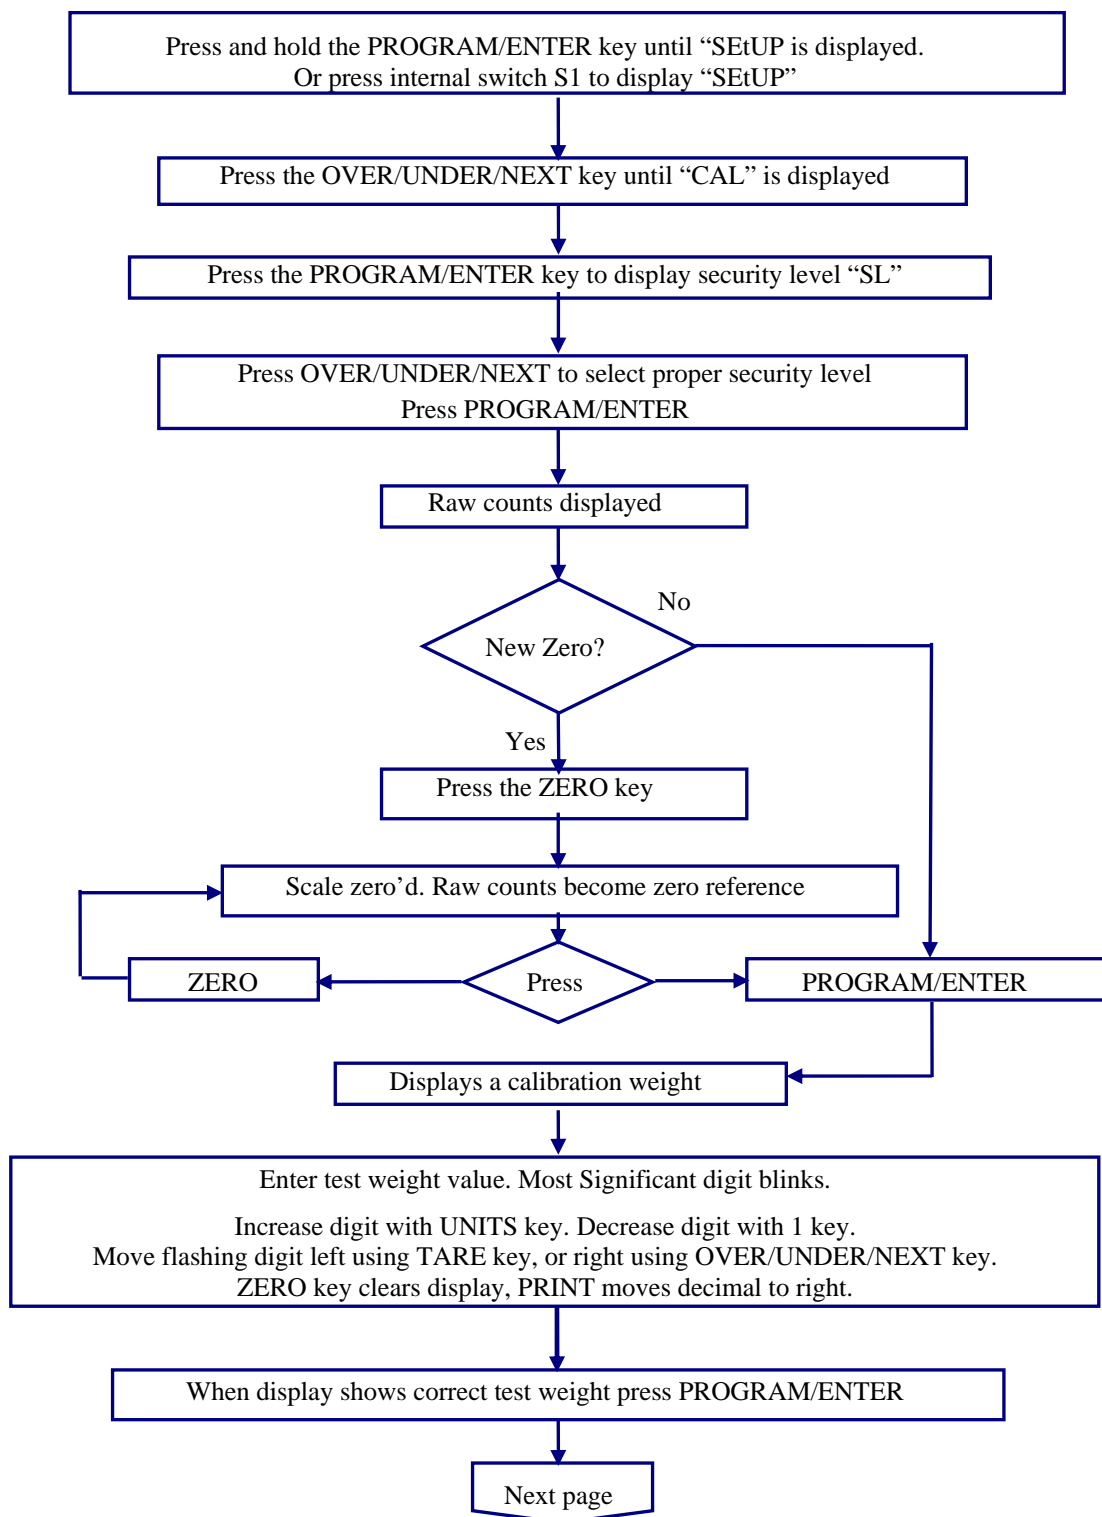 Press and hold the PROGRAM/ENTER key until “SEtUP is displayed.
Or press internal switch S1 to display “SEtUP”
Press the OVER/UNDER/NEXT key until “CAL” is displayed
Press the PROGRAM/ENTER key to display security level “SL”
Press OVER/UNDER/NEXT to select proper security level
Press PROGRAM/ENTER
Raw counts displayed
No
New Zero?
Yes
Press the ZERO key
Scale zero’d. Raw counts become zero reference
ZERO
Press
PROGRAM/ENTER
Displays a calibration weight
Enter test weight value. Most Significant digit blinks.
Increase digit with UNITS key. Decrease digit with 1 key.
Move flashing digit left using TARE key, or right using OVER/UNDER/NEXT key.
ZERO key clears display, PRINT moves decimal to right.
When display shows correct test weight press PROGRAM/ENTER
Next page